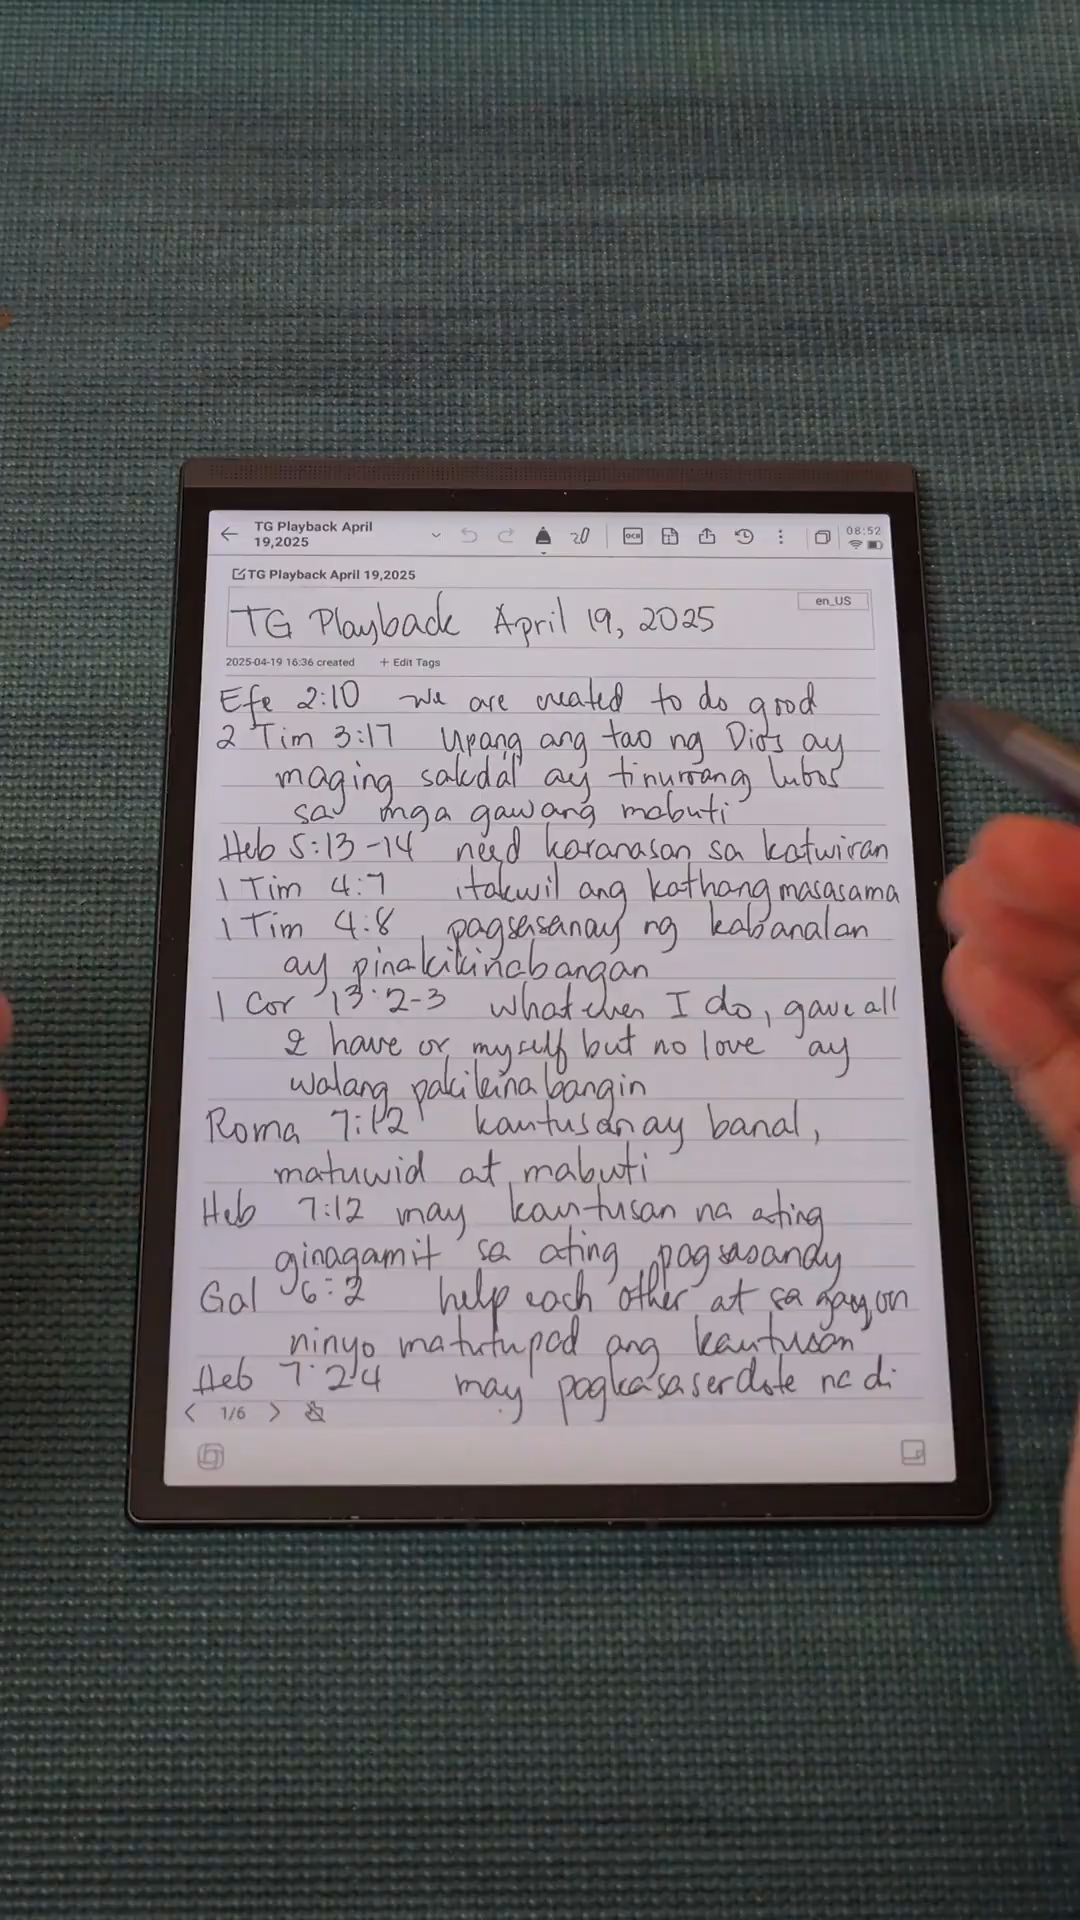 TG Playback April
19,2025
OCR
08:52
TG Playback April 19,2025
en_US
TG Playback April 19, 2025
2025-04-19 16:36 created + Edit Tags
Efe 2:10 we are created to do good
2 Tim 3:17 Upang ang tao ng Dios ay
maging sakdal ay tinuroang lubos
sa mga gawang mabuti
Heb 5:13-14 need karanasan sa katwiran
1 Tim 4:7 itakwil ang kathang masasama
1 Tim 4:8 pagsasanay ng kabanalan
ay pinakikinabangan
1 Cor 13:2-3 whatever I do, gave all
I have or myself but no love ay
walang pakikinabangin
Roma 7:12 kautusan ay banal,
matuwid at mabuti
Heb 7:12 may kautusan na ating
ginagamit sa ating pagsasanay
Gal 6:2 help each other at sa gayon
ninyo matutupad ang kautusan
Heb 7:24 may pagkasaserdote na di
< 1/6 >